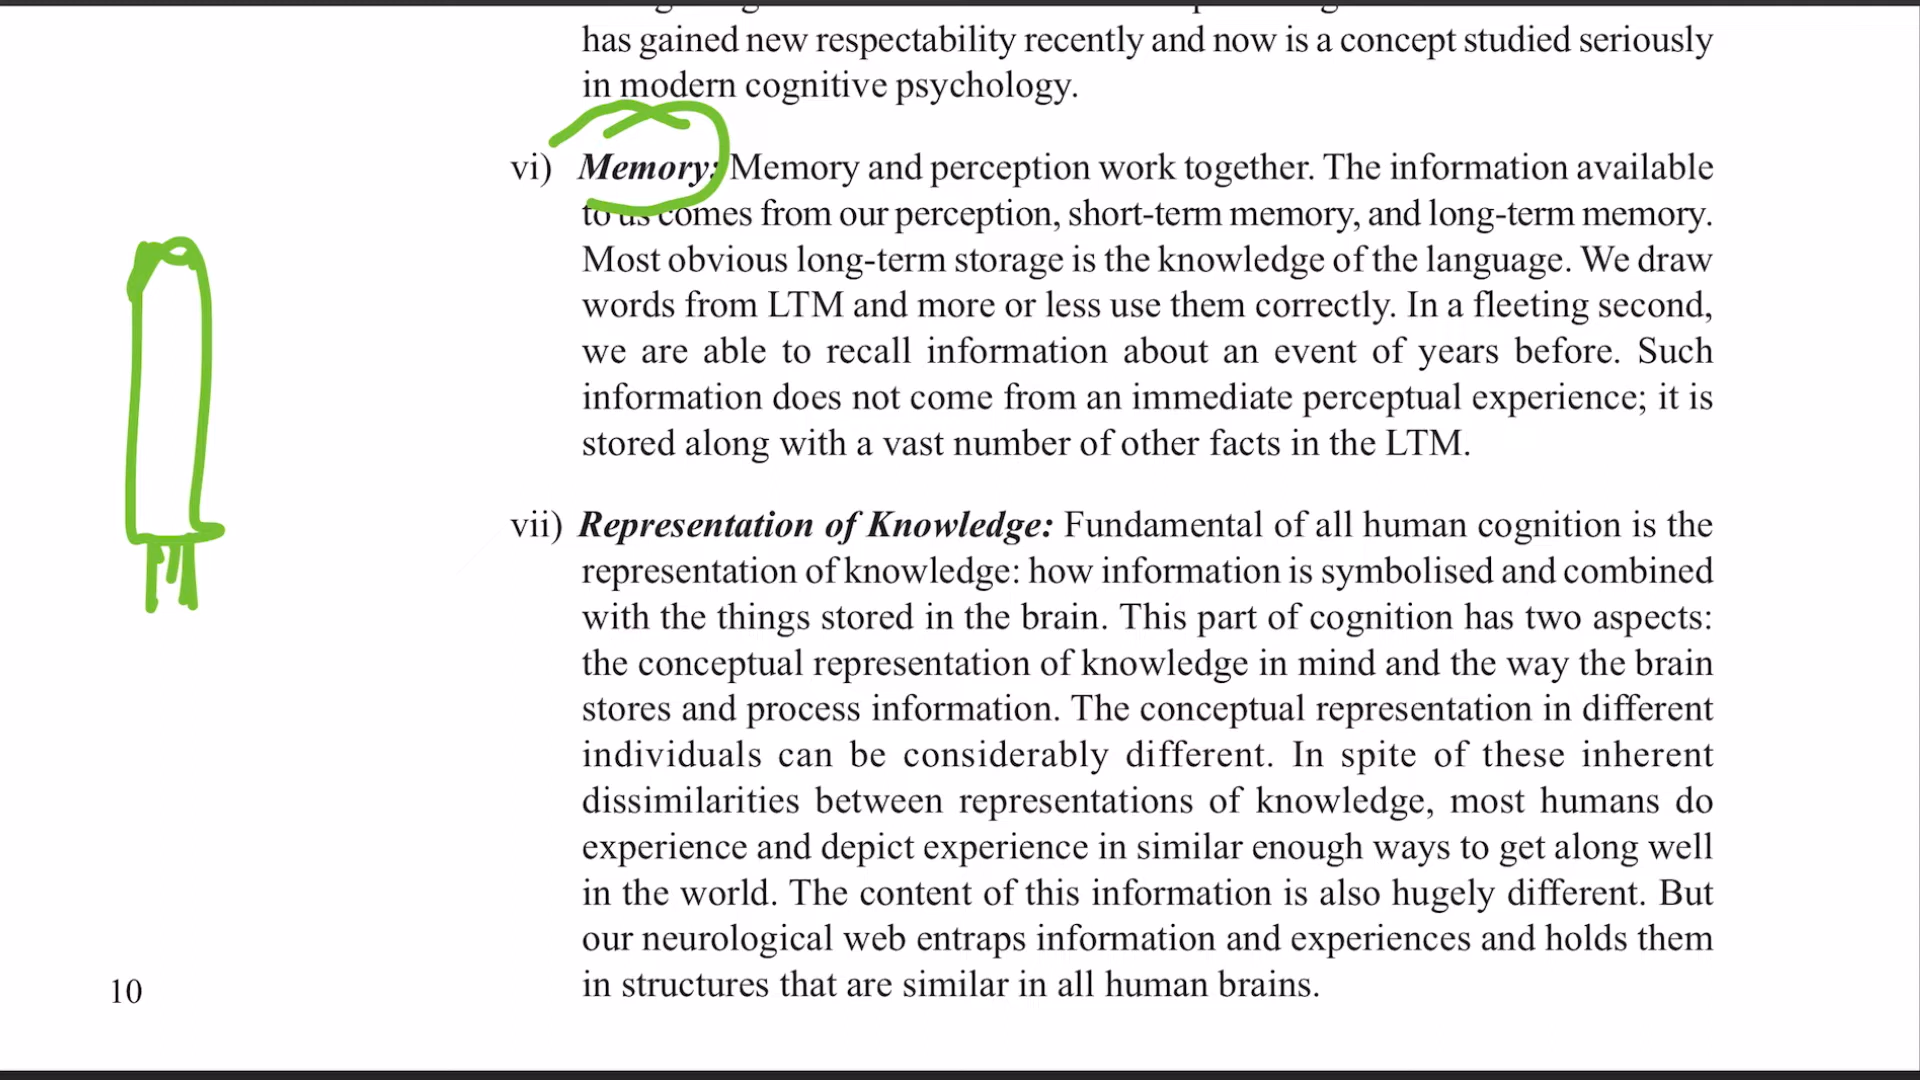 has gained new respectability recently and now is a concept studied seriously
in modern cognitive psychology.
vi) Memory: Memory and perception work together. The information available
to us comes from our perception, short-term memory, and long-term memory.
Most obvious long-term storage is the knowledge of the language. We draw
words from LTM and more or less use them correctly. In a fleeting second,
we are able to recall information about an event of years before. Such
information does not come from an immediate perceptual experience; it is
stored along with a vast number of other facts in the LTM.
vii) Representation of Knowledge: Fundamental of all human cognition is the
representation of knowledge: how information is symbolised and combined
with the things stored in the brain. This part of cognition has two aspects:
the conceptual representation of knowledge in mind and the way the brain
stores and process information. The conceptual representation in different
individuals can be considerably different. In spite of these inherent
dissimilarities between representations of knowledge, most humans do
experience and depict experience in similar enough ways to get along well
in the world. The content of this information is also hugely different. But
our neurological web entraps information and experiences and holds them
in structures that are similar in all human brains.
10